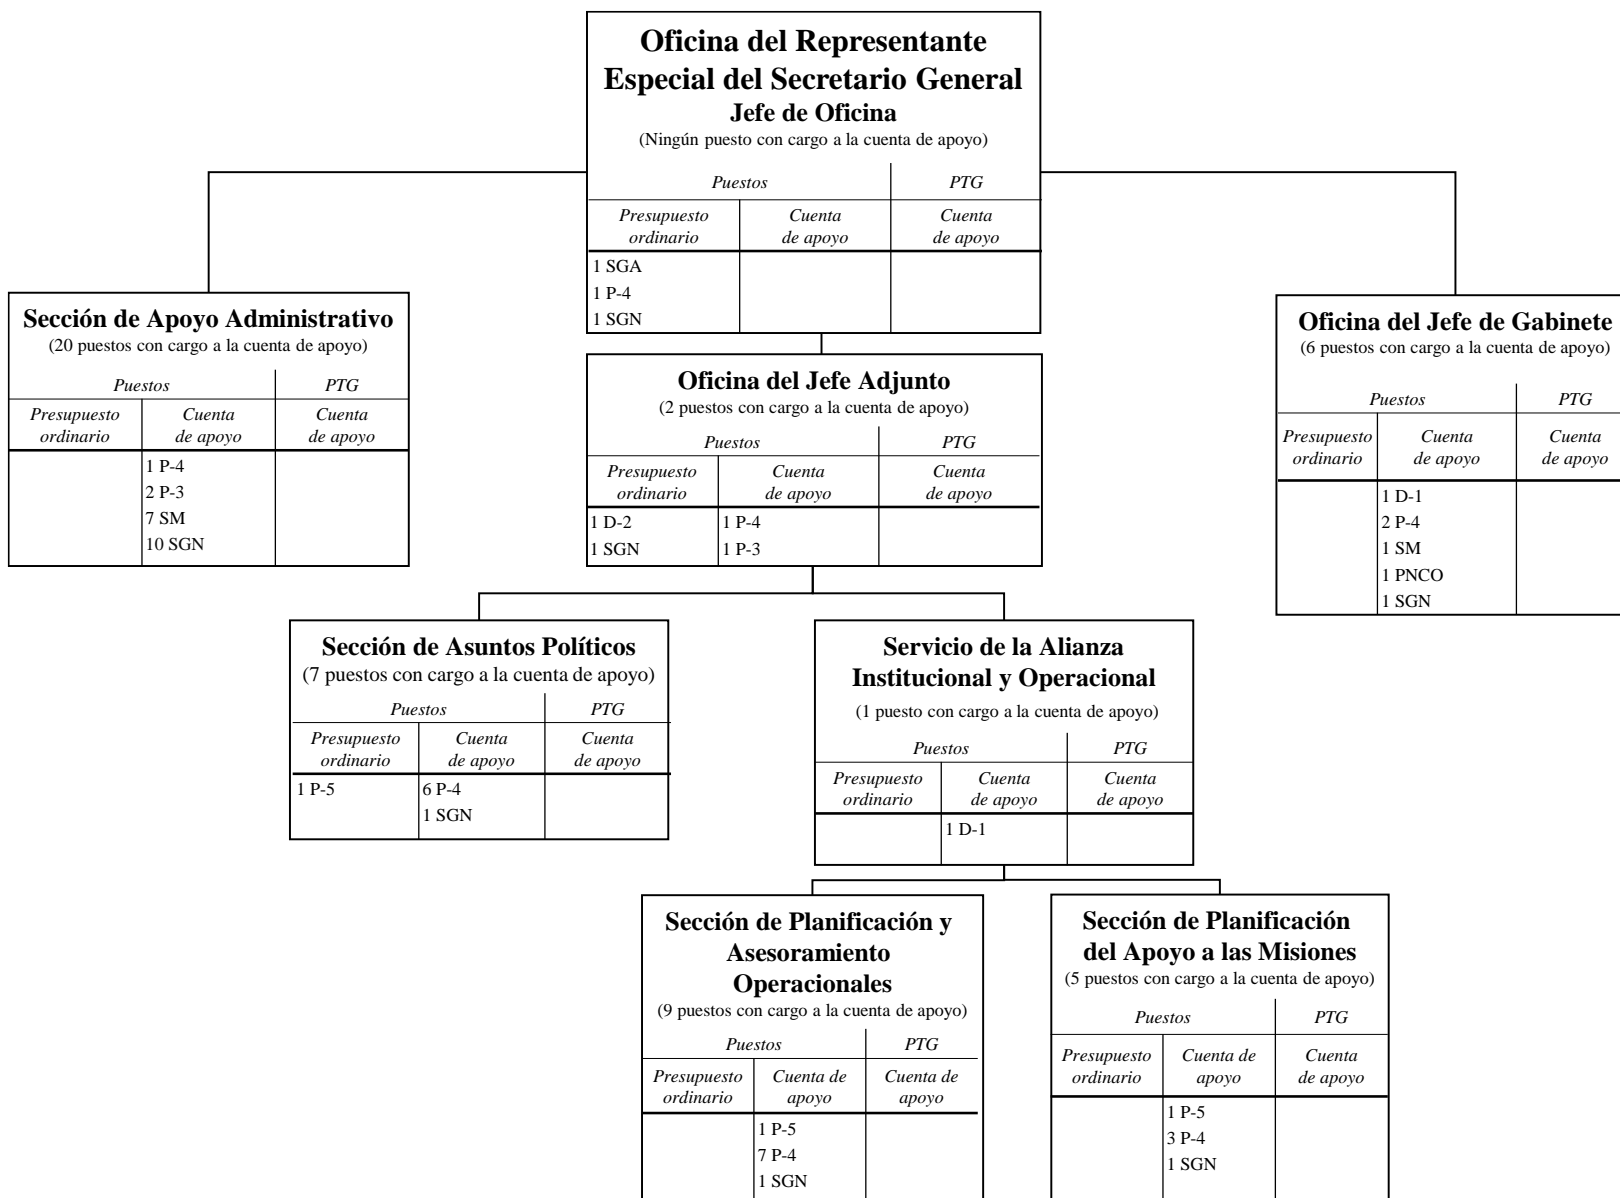 Oficina del Representante
Especial del Secretario General
Jefe de Oficina
(Ningún puesto con cargo a la cuenta de apoyo)
Puestos PTG
Presupuesto Cuenta Cuenta
ordinario de apoyo de apoyo
1 SGA
1 P-4
1 SGN
Sección de Apoyo Administrativo
(20 puestos con cargo a la cuenta de apoyo)
Puestos PTG
Presupuesto Cuenta Cuenta
ordinario de apoyo de apoyo
1 P-4
2 P-3
7 SM
10 SGN
Oficina del Jefe Adjunto
(2 puestos con cargo a la cuenta de apoyo)
Puestos PTG
Presupuesto Cuenta Cuenta
ordinario de apoyo de apoyo
1 D-2 1 P-4
1 SGN 1 P-3
Oficina del Jefe de Gabinete
(6 puestos con cargo a la cuenta de apoyo)
Puestos PTG
Presupuesto Cuenta Cuenta
ordinario de apoyo de apoyo
1 D-1
2 P-4
1 SM
1 PNCO
1 SGN
Sección de Asuntos Políticos
(7 puestos con cargo a la cuenta de apoyo)
Puestos PTG
Presupuesto Cuenta Cuenta
ordinario de apoyo de apoyo
1 P-5 6 P-4
1 SGN
Servicio de la Alianza
Institucional y Operacional
(1 puesto con cargo a la cuenta de apoyo)
Puestos PTG
Presupuesto Cuenta Cuenta
ordinario de apoyo de apoyo
1 D-1
Sección de Planificación y
Asesoramiento
Operacionales
(9 puestos con cargo a la cuenta de apoyo)
Puestos PTG
Presupuesto Cuenta de Cuenta de
ordinario apoyo apoyo
1 P-5
7 P-4
1 SGN
Sección de Planificación
del Apoyo a las Misiones
(5 puestos con cargo a la cuenta de apoyo)
Puestos PTG
Presupuesto Cuenta de Cuenta
ordinario apoyo de apoyo
1 P-5
3 P-4
1 SGN